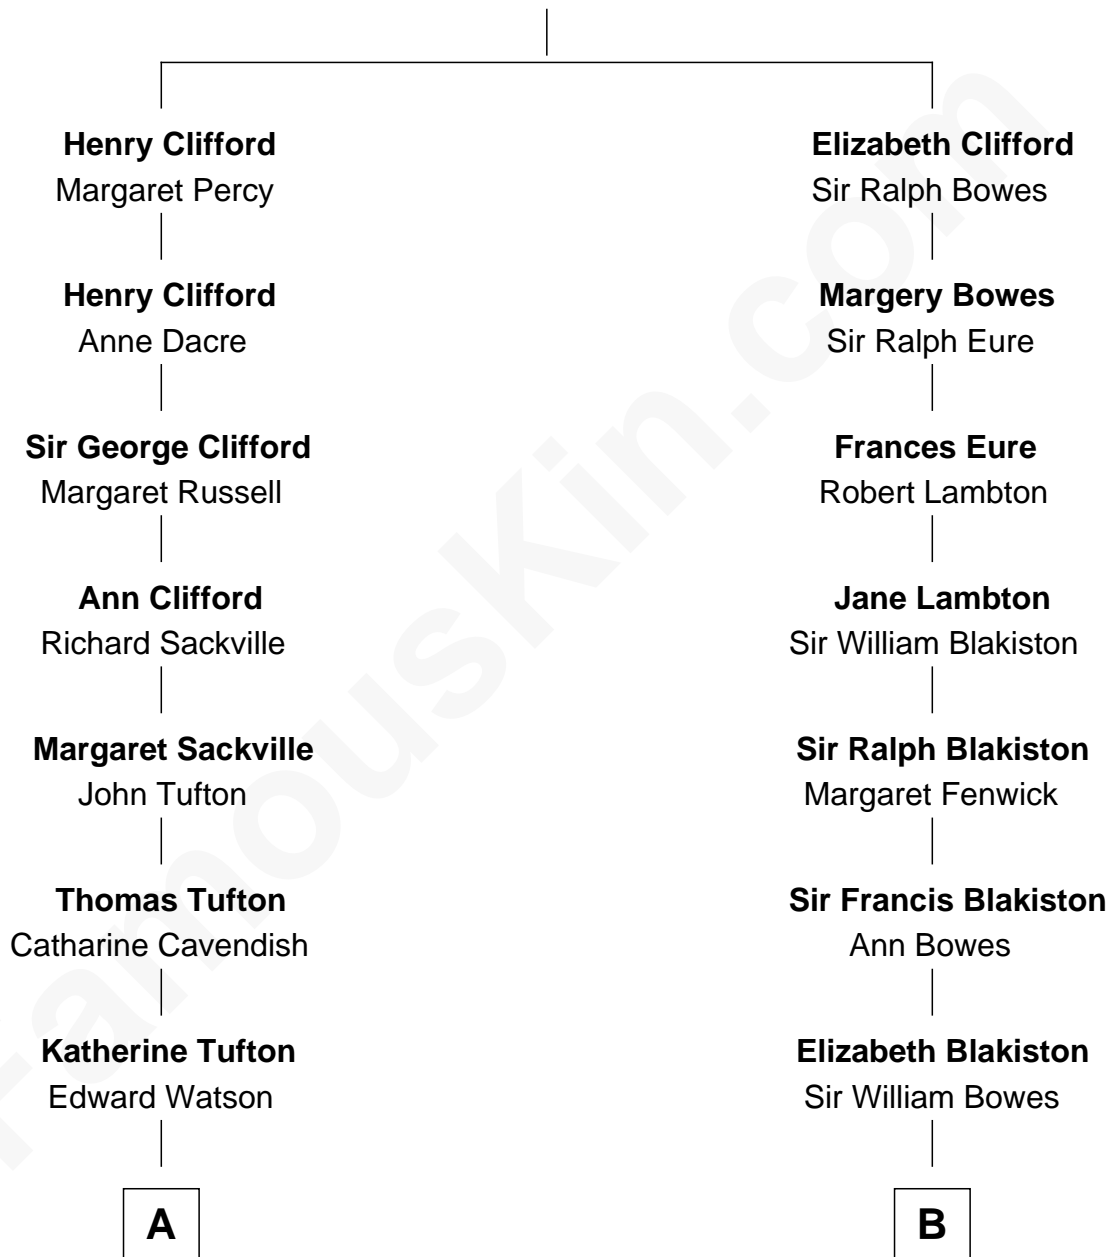 Henry Clifford
Margaret Percy
Henry Clifford
Anne Dacre
Sir George Clifford
Margaret Russell
Ann Clifford
Richard Sackville
Margaret Sackville
John Tufton
Thomas Tufton
Catharine Cavendish
Katherine Tufton
Edward Watson
A
Elizabeth Clifford
Sir Ralph Bowes
Margery Bowes
Sir Ralph Eure
Frances Eure
Robert Lambton
Jane Lambton
Sir William Blakiston
Sir Ralph Blakiston
Margaret Fenwick
Sir Francis Blakiston
Ann Bowes
Elizabeth Blakiston
Sir William Bowes
B
FamousKin.com